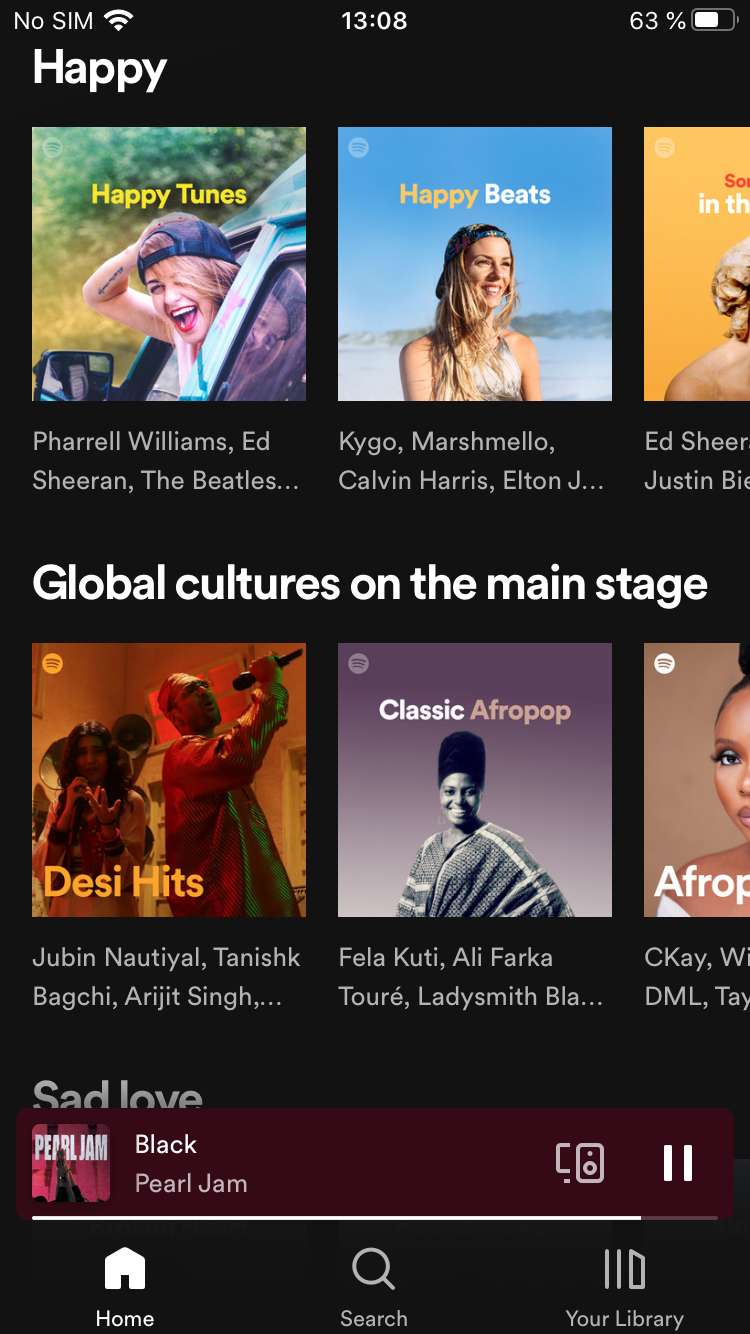 No SIM 13:08 63 %
Happy
Happy Tunes
Happy Beats
in th
Pharrell Williams, Ed
Sheeran, The Beatles...
Kygo, Marshmello,
Calvin Harris, Elton J...
Ed Sheer
Justin Bie
Global cultures on the main stage
Desi Hits
Classic Afropop
Afrop
Jubin Nautiyal, Tanishk
Bagchi, Arijit Singh,...
Fela Kuti, Ali Farka
Touré, Ladysmith Bla...
CKay, Wi
DML, Tay
Sad love
PEARL JAM
Black
Pearl Jam
Home
Search
Your Library